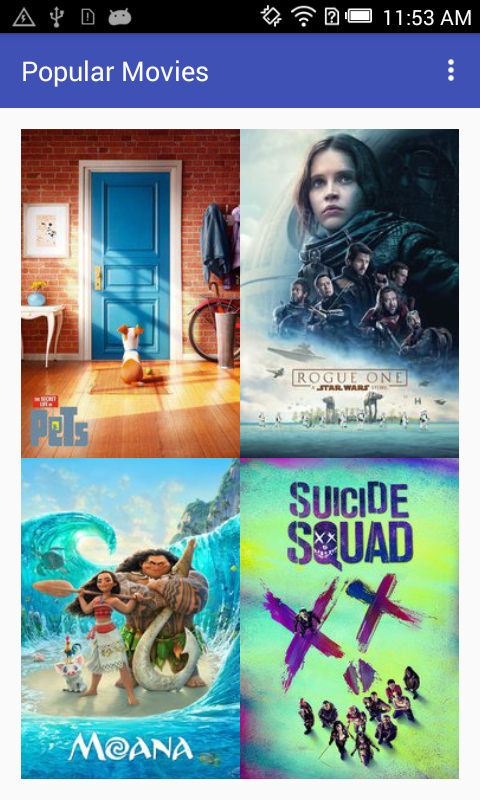 11:53 AM
Popular Movies
THE SECRET
LIFE OF
PETS
ROGUE ONE
A STAR WARS STORY
MOANA
SUICIDE
SQUAD